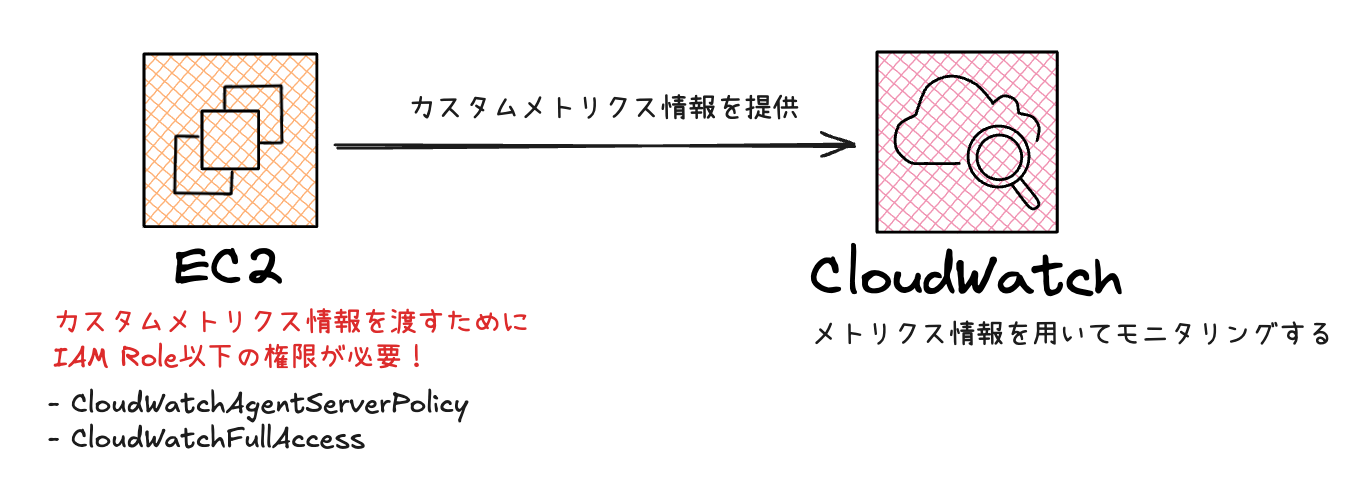 カスタムメトリクス情報を提供
EC2
CloudWatch
カスタムメトリクス情報を渡すために
IAM Role以下の権限が必要！
- CloudWatchAgentServerPolicy
- CloudWatchFullAccess
メトリクス情報を用いてモニタリングする